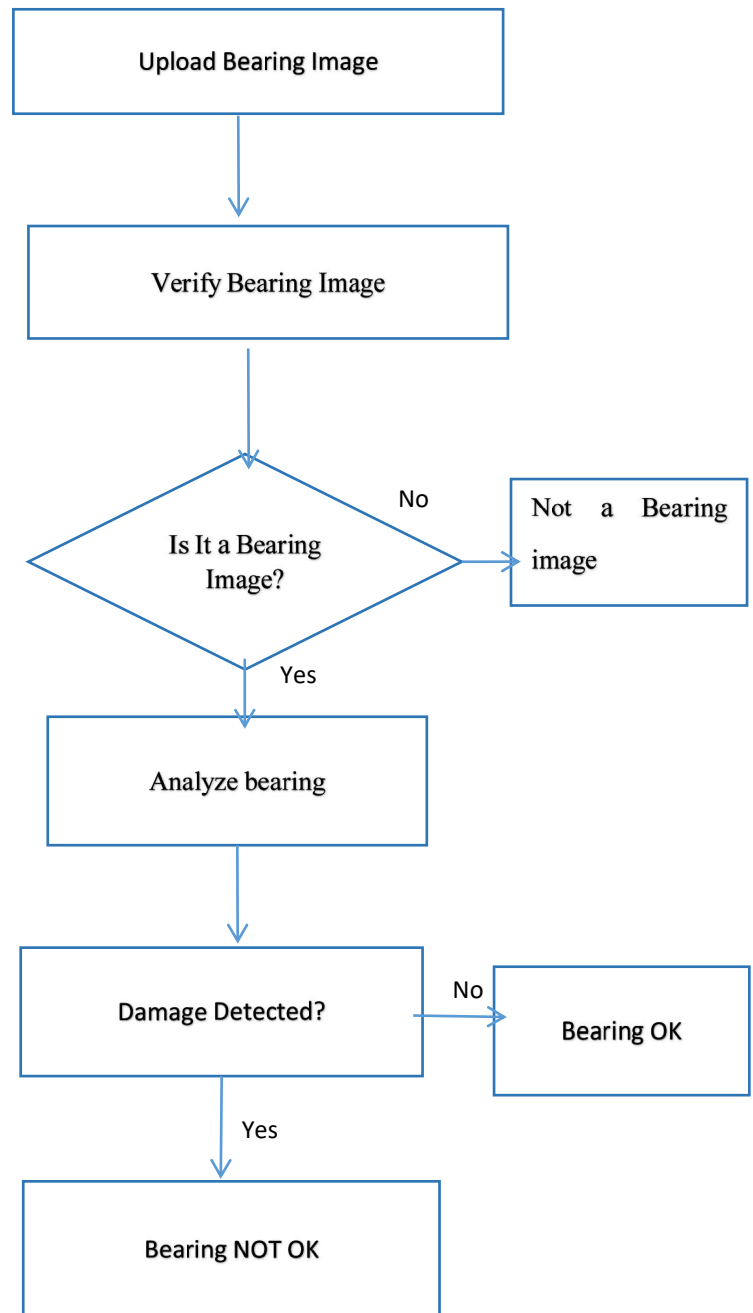 Upload Bearing Image
Verify Bearing Image
No
Is It a Bearing
Image?
Not a Bearing
image
Yes
Analyze bearing
Damage Detected?
No
Bearing OK
Yes
Bearing NOT OK